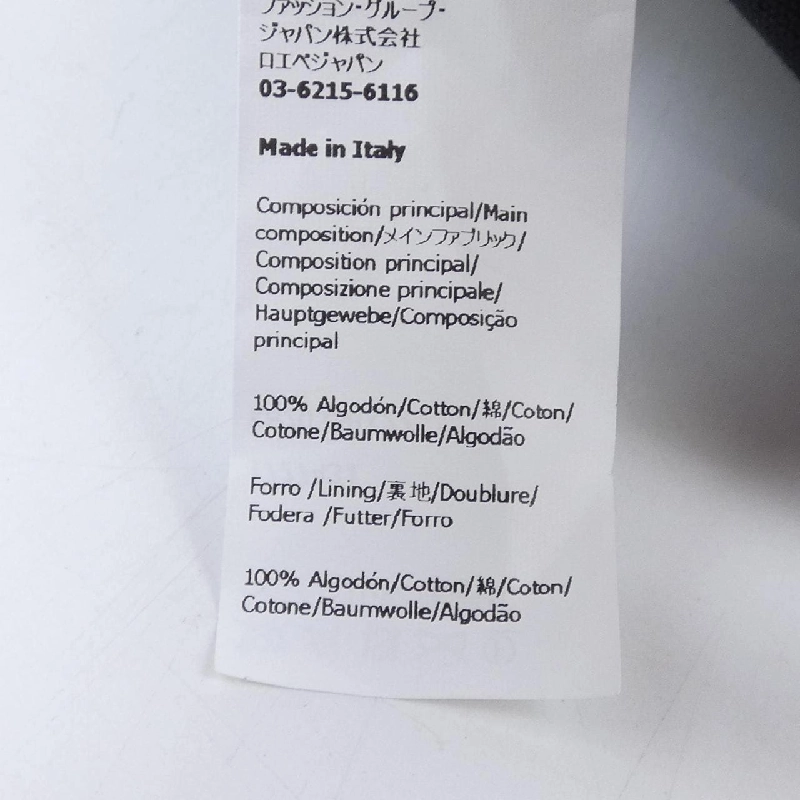 ファッション・グループ・
ジャパン株式会社
ロエベジャパン
03-6215-6116
Made in Italy
Composición principal/Main
composition/メインファブリック/
Composition principal/
Composizione principale/
Hauptgewebe/Composição
principal
100% Algodón/Cotton/綿/Coton/
Cotone/Baumwolle/Algodão
Forro /Lining/裏地/Doublure/
Fodera /Futter/Forro
100% Algodón/Cotton/綿/Coton/
Cotone/Baumwolle/Algodão